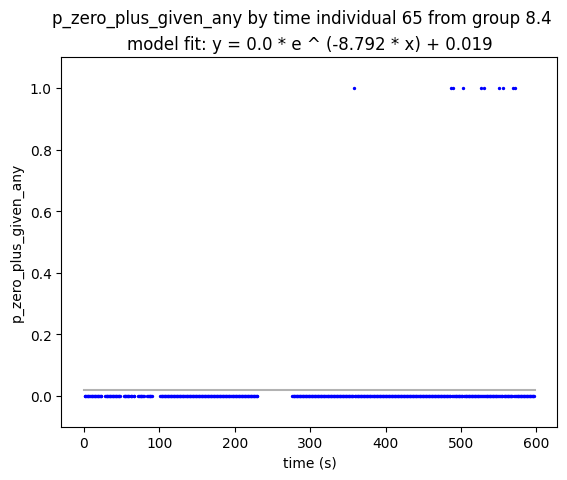 p_zero_plus_given_any by time individual 65 from group 8.4
model fit: y = 0.0 * e ^ (-8.792 * x) + 0.019
1.0
0.8
0.6
0.4
0.2
0.0
p_zero_plus_given_any
0 100 200 300 400 500 600
time (s)